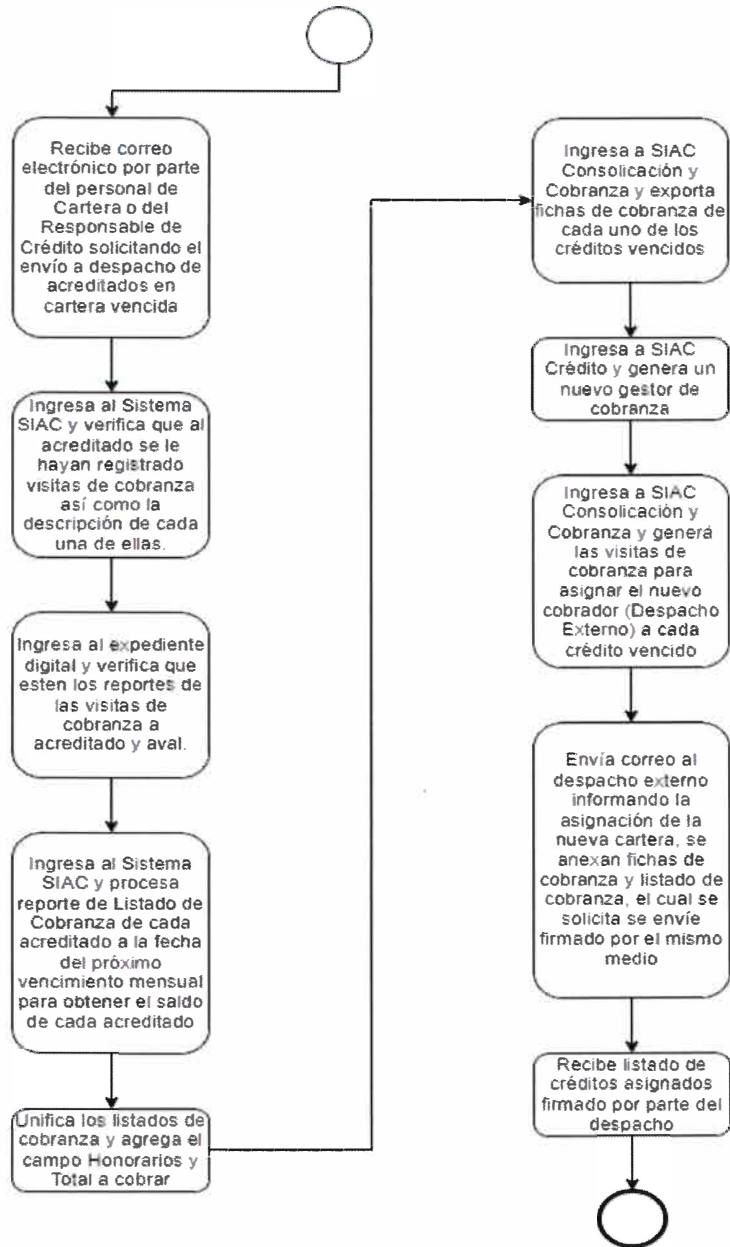 Recibe correo
electrónico por parte
del personal de
Cartera o del
Responsable de
Crédito solicitando el
envío a despacho de
acreditados en
cartera vencida
Ingresa al Sistema
SIAC y verifica que al
acreditado se le
hayan registrado
visitas de cobranza
así como la
descripción de cada
una de ellas.
Ingresa al expediente
digital y verifica que
esten los reportes de
las visitas de
cobranza a
acreditado y aval.
Ingresa al Sistema
SIAC y procesa
reporte de Listado de
Cobranza de cada
acreditado a la fecha
del próximo
vencimiento mensual
para obtener el saldo
de cada acreditado
Unifica los listados de
cobranza y agrega el
campo Honorarios y
Total a cobrar
Ingresa a SIAC
Consolicación y
Cobranza y exporta
fichas de cobranza de
cada uno de los
créditos vencidos
Ingresa a SIAC
Crédito y genera un
nuevo gestor de
cobranza
Ingresa a SIAC
Consolicación y
Cobranza y generá
las visitas de
cobranza para
asignar el nuevo
cobrador (Despacho
Externo) a cada
crédito vencido
Envía correo al
despacho externo
informando la
asignación de la
nueva cartera, se
anexan fichas de
cobranza y listado de
cobranza, el cual se
solicita se envíe
firmado por el mismo
medio
Recibe listado de
créditos asignados
firmado por parte del
despacho